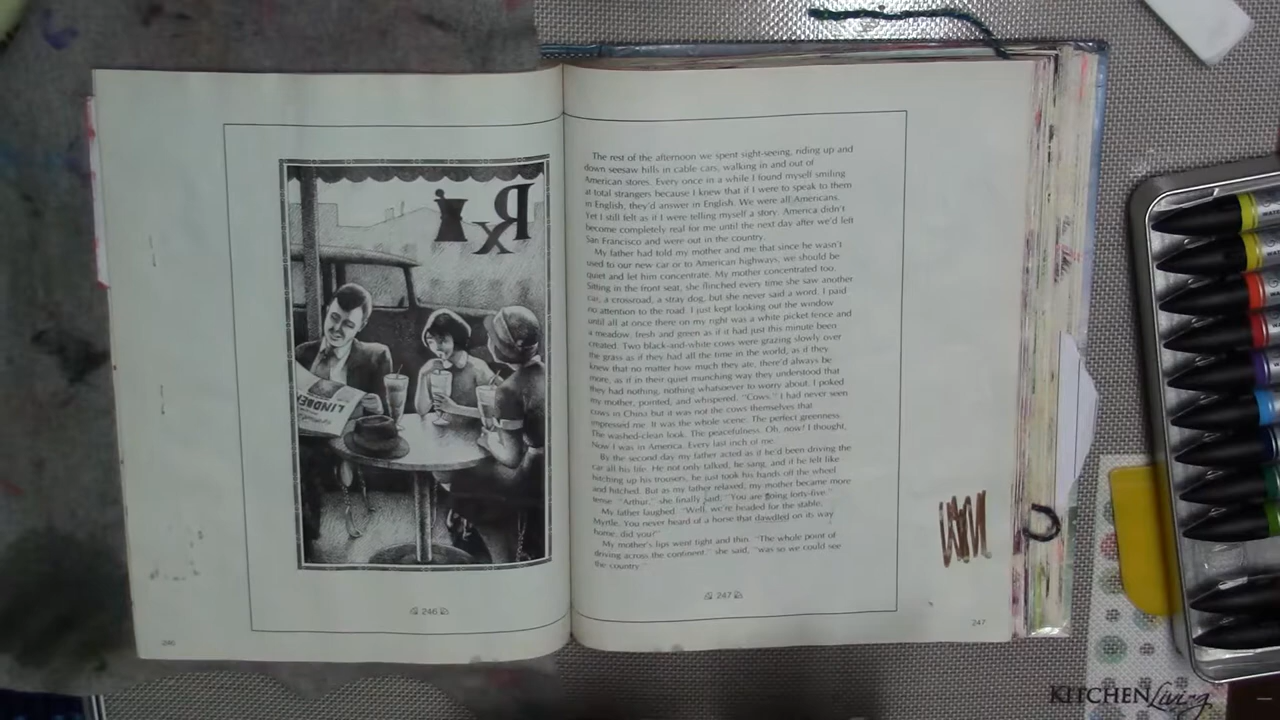 Rx
LINDBE
246
246
The rest of the afternoon we spent sight-seeing, riding up and
down seesaw hills in cable cars, walking in and out of
American stores. Every once in a while I found myself smiling
at total strangers because I knew that if I were to speak to them
in English, they'd answer in English. We were all Americans.
Yet I still felt as if I were telling myself a story. America didn't
become completely real for me until the next day after we'd left
San Francisco and were out in the country.
My father had told my mother and me that since he wasn't
used to our new car or to American highways, we should be
quiet and let him concentrate. My mother concentrated too.
Sitting in the front seat, she flinched every time she saw another
car, a crossroad, a stray dog, but she never said a word. I paid
no attention to the road. I just kept looking out the window
until all at once there on my right was a white picket fence and
a meadow, fresh and green as if it had just this minute been
created. Two black-and-white cows were grazing slowly over
the grass as if they had all the time in the world, as if they
knew that no matter how much they ate, there'd always be
more, as if in their quiet munching way they understood that
they had nothing, nothing whatsoever to worry about. I poked
my mother, pointed, and whispered, "Cows." I had never seen
cows in China but it was not the cows themselves that
impressed me. It was the whole scene. The perfect greenness.
The washed-clean look. The peacefulness. Oh, now! I thought,
Now I was in America. Every last inch of me.
By the second day my father acted as if he'd been driving the
car all his life. He not only talked, he sang, and if he felt like
hitching up his trousers, he just took his hands off the wheel
and hitched. But as my father relaxed, my mother became more
tense. "Arthur," she finally said, "You are going forty-five."
My father laughed. "Well, we're headed for the stable,
Myrtle. You never heard of a horse that dawdled on its way
home, did you?"
My mother's lips went tight and thin. "The whole point of
driving across the continent," she said, "was so we could see
the country."
247
247
KITCHEN Living